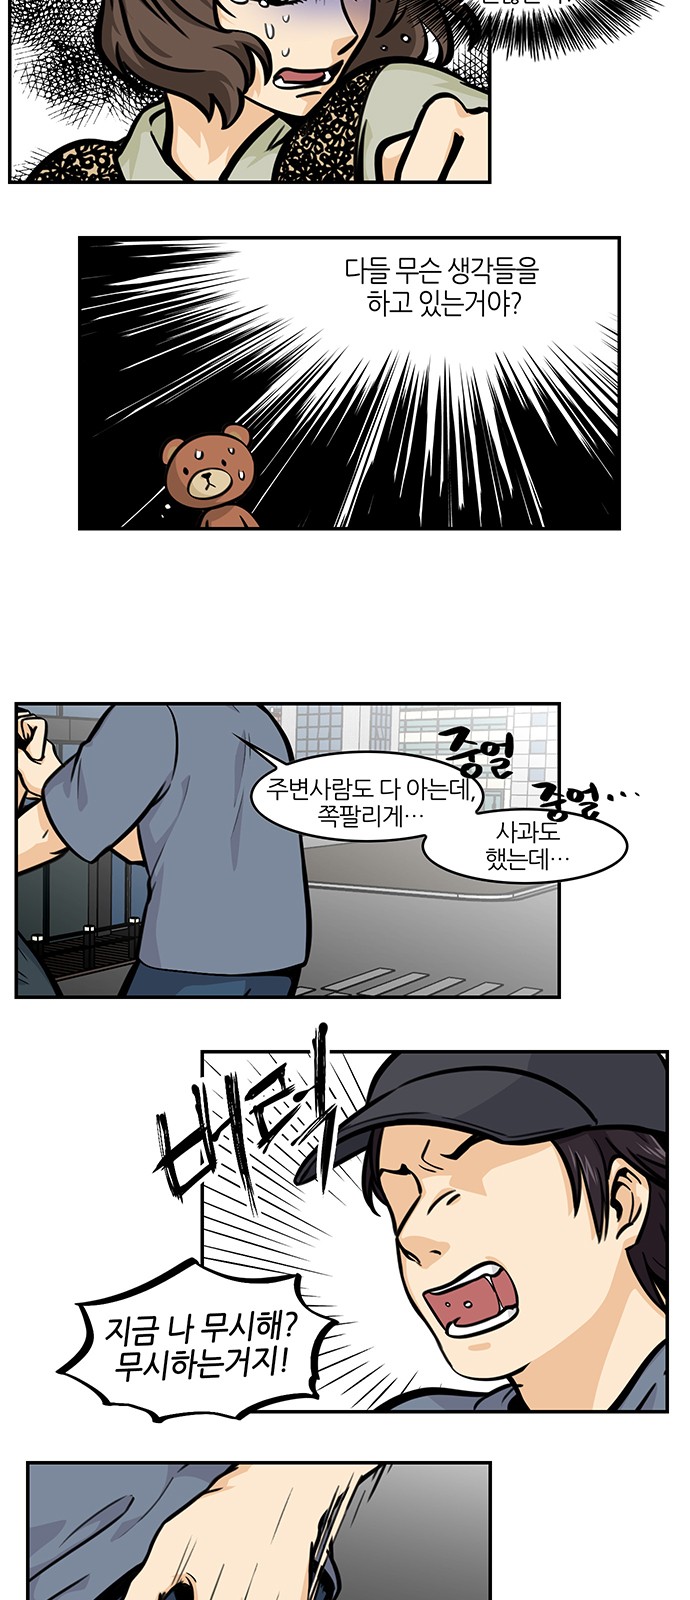 다들 무슨 생각들을
하고 있는거야?
중얼
중얼...
주변사람도 다 아는데,
쪽팔리게...
사과도
했는데...
버럭
지금 나 무시해?
무시하는거지!